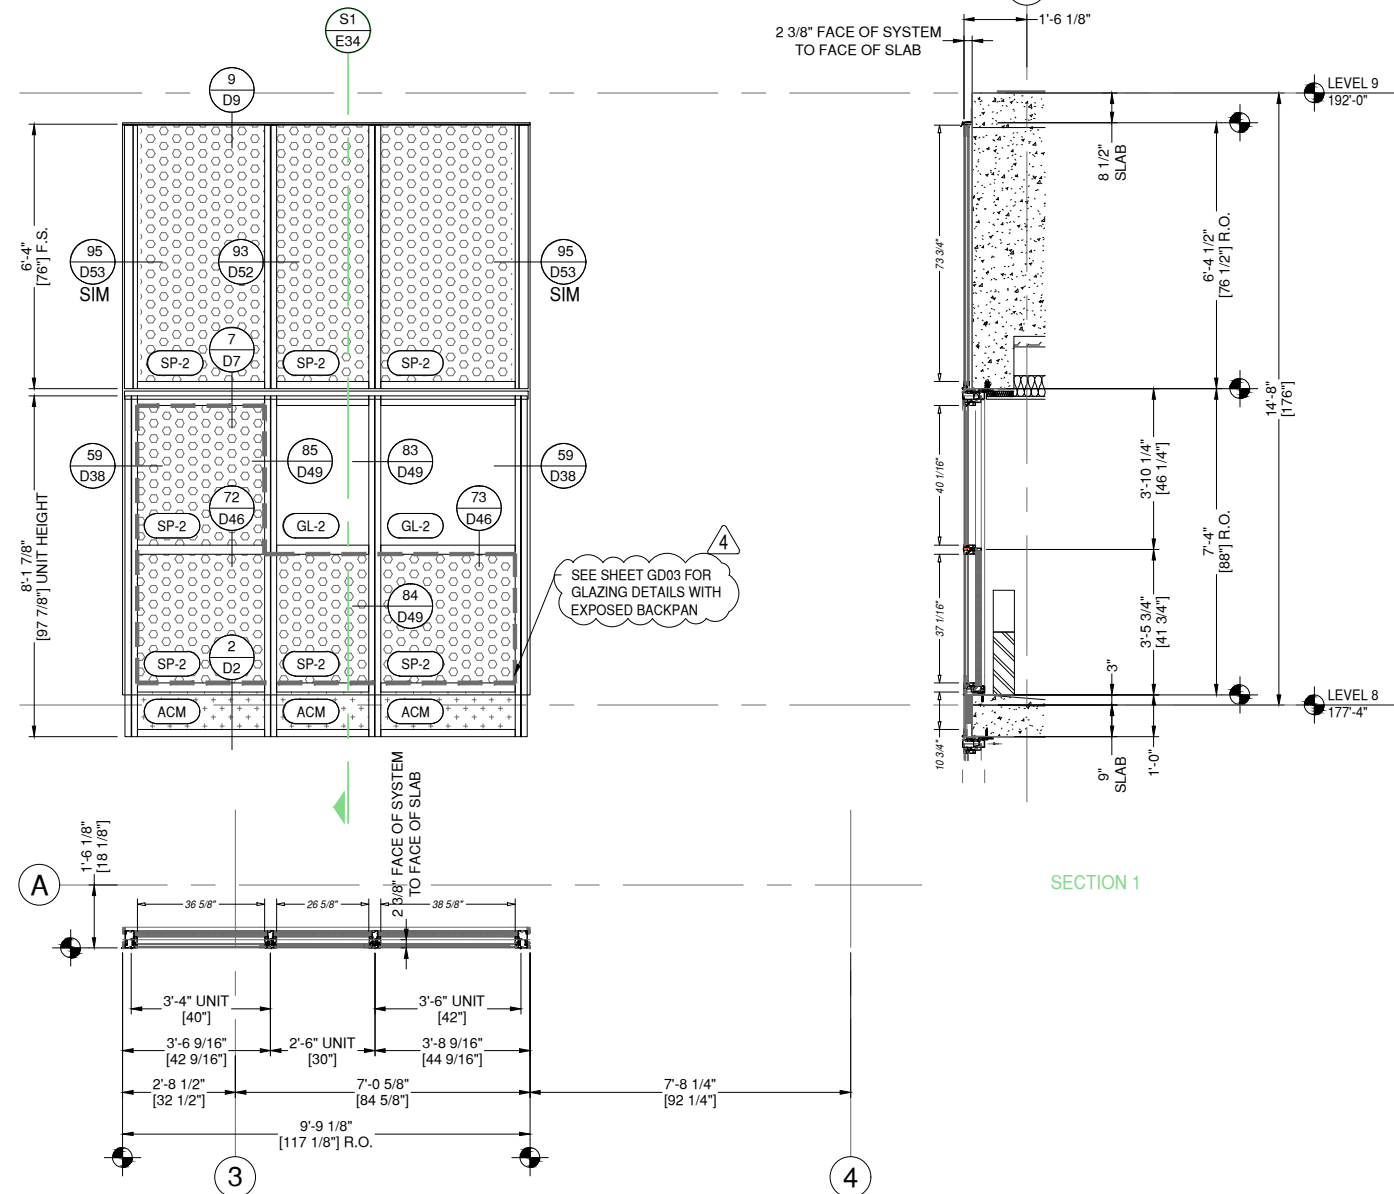 S1
E34
9
D9
6'-4"
[76"] F.S.
95
D53
SIM
93
D52
95
D53
SIM
7
D7
SP-2
SP-2
SP-2
8'-1 7/8" UNIT HEIGHT
[97 7/8"]
59
D38
85
D49
83
D49
59
D38
72
D46
73
D46
SP-2
GL-2
GL-2
4
SEE SHEET GD03 FOR
GLAZING DETAILS WITH
EXPOSED BACKPAN
84
D49
2
D2
SP-2
SP-2
SP-2
ACM
ACM
ACM
2 3/8" FACE OF SYSTEM
TO FACE OF SLAB
1'-6 1/8"
LEVEL 9
192'-0"
8 1/2"
SLAB
73 3/4"
6'-4 1/2"
[76 1/2"] R.O.
14'-8"
[176"]
40 1/16"
3'-10 1/4"
[46 1/4"]
7'-4"
[88"] R.O.
37 1/16"
3'-5 3/4"
[41 3/4"]
3"
LEVEL 8
177'-4"
10 3/4"
9"
SLAB
1'-0"
SECTION 1
2 3/8" FACE OF SYSTEM
TO FACE OF SLAB
1'-6 1/8"
[18 1/8"]
A
36 5/8"
26 5/8"
38 5/8"
3'-4" UNIT
[40"]
3'-6" UNIT
[42"]
3'-6 9/16"
[42 9/16"]
2'-6" UNIT
[30"]
3'-8 9/16"
[44 9/16"]
2'-8 1/2"
[32 1/2"]
7'-0 5/8"
[84 5/8"]
7'-8 1/4"
[92 1/4"]
9'-9 1/8"
[117 1/8"] R.O.
3
4